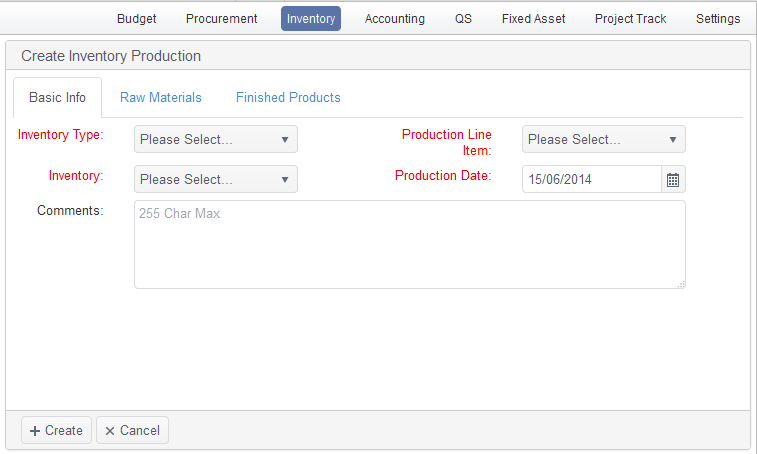 Budget Procurement Inventory Accounting QS Fixed Asset Project Track Settings
Create Inventory Production
Basic Info Raw Materials Finished Products
Inventory Type: Please Select... Production Line Item: Please Select...
Inventory: Please Select... Production Date: 15/06/2014
Comments: 255 Char Max
Create Cancel